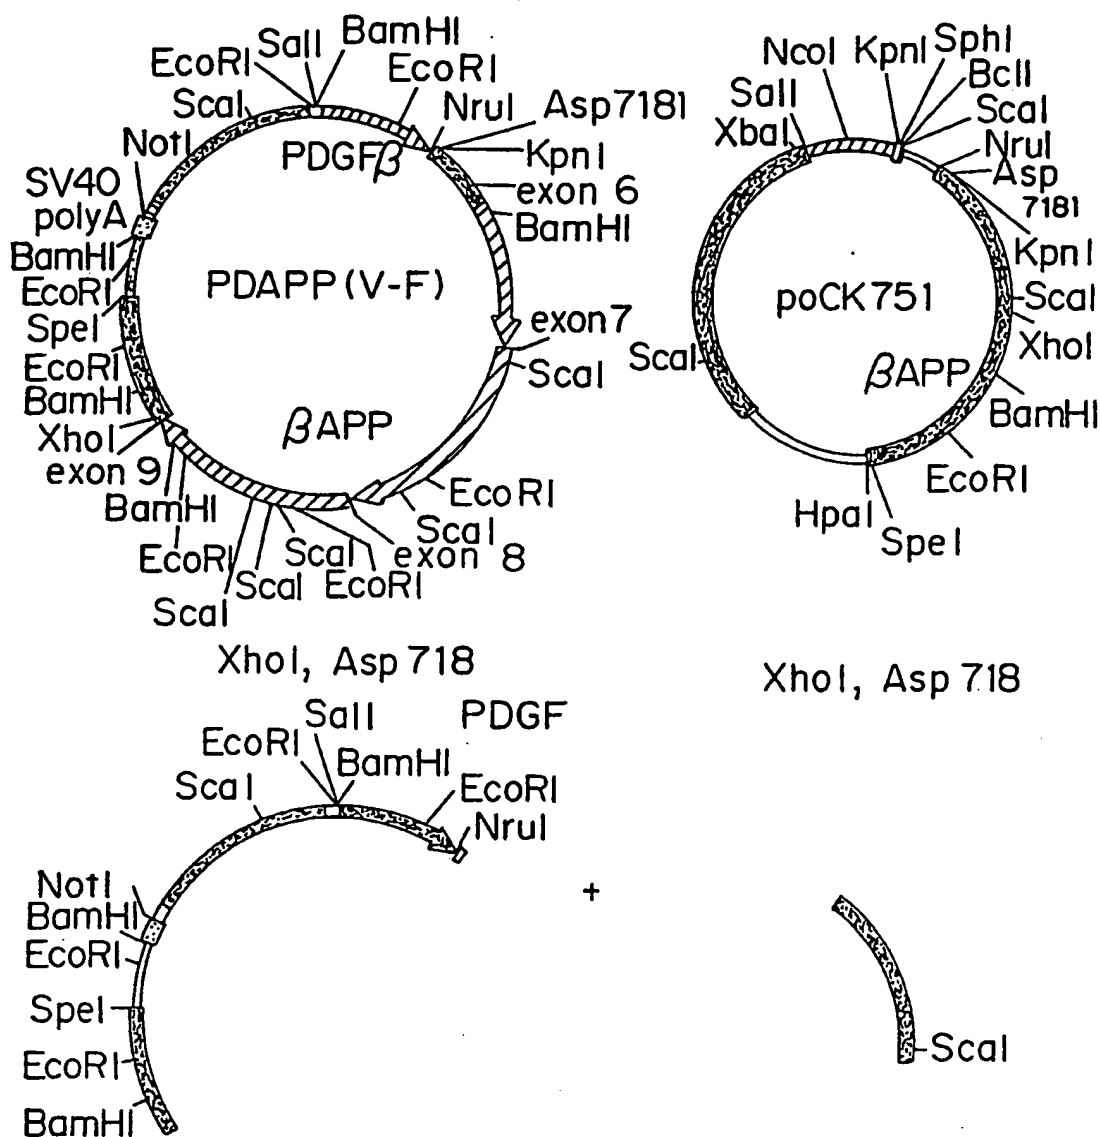 SalI
BamHI
EcoRI
EcoRI
ScaI
NruI
Asp7181
NotI
PDGFβ
KpnI
SV40
exon 6
polyA
BamHI
BamHI
EcoRI
PDAPP (V-F)
SpeI
exon7
EcoRI
ScaI
BamHI
βAPP
XhoI
exon 9
BamHI
EcoRI
EcoRI
ScaI
ScaI
exon 8
EcoRI
ScaI
ScaI
NcoI
KpnI
SphI
BclI
SalI
ScaI
XbaI
NruI
Asp
7181
KpnI
poCK751
ScaI
XhoI
ScaI
βAPP
BamHI
EcoRI
HpaI
SpeI
XhoI, Asp 718
XhoI, Asp 718
SalI
PDGF
EcoRI
BamHI
ScaI
EcoRI
NruI
NotI
+
BamHI
EcoRI
SpeI
ScaI
EcoRI
BamHI